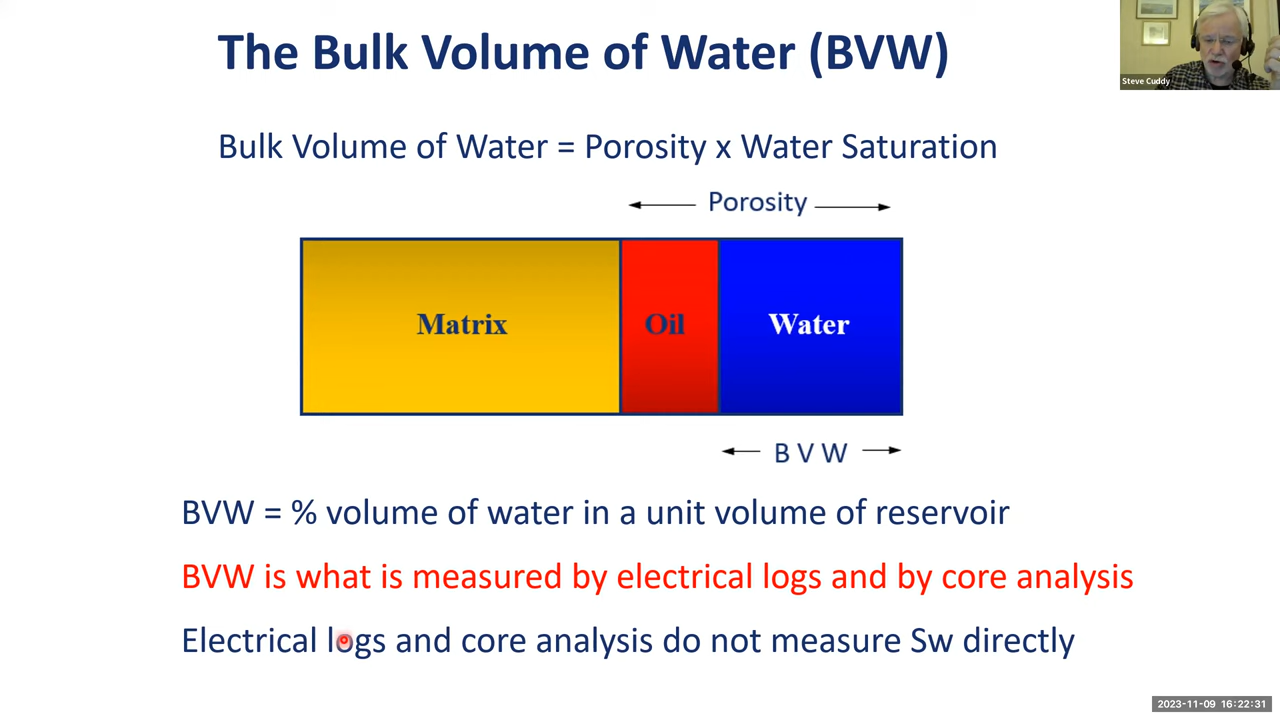 The Bulk Volume of Water (BVW)
Steve Cuddy
Bulk Volume of Water = Porosity x Water Saturation
Porosity
Matrix
Oil
Water
B V W
BVW = % volume of water in a unit volume of reservoir
BVW is what is measured by electrical logs and by core analysis
Electrical logs and core analysis do not measure Sw directly
2023-11-09 16:22:31